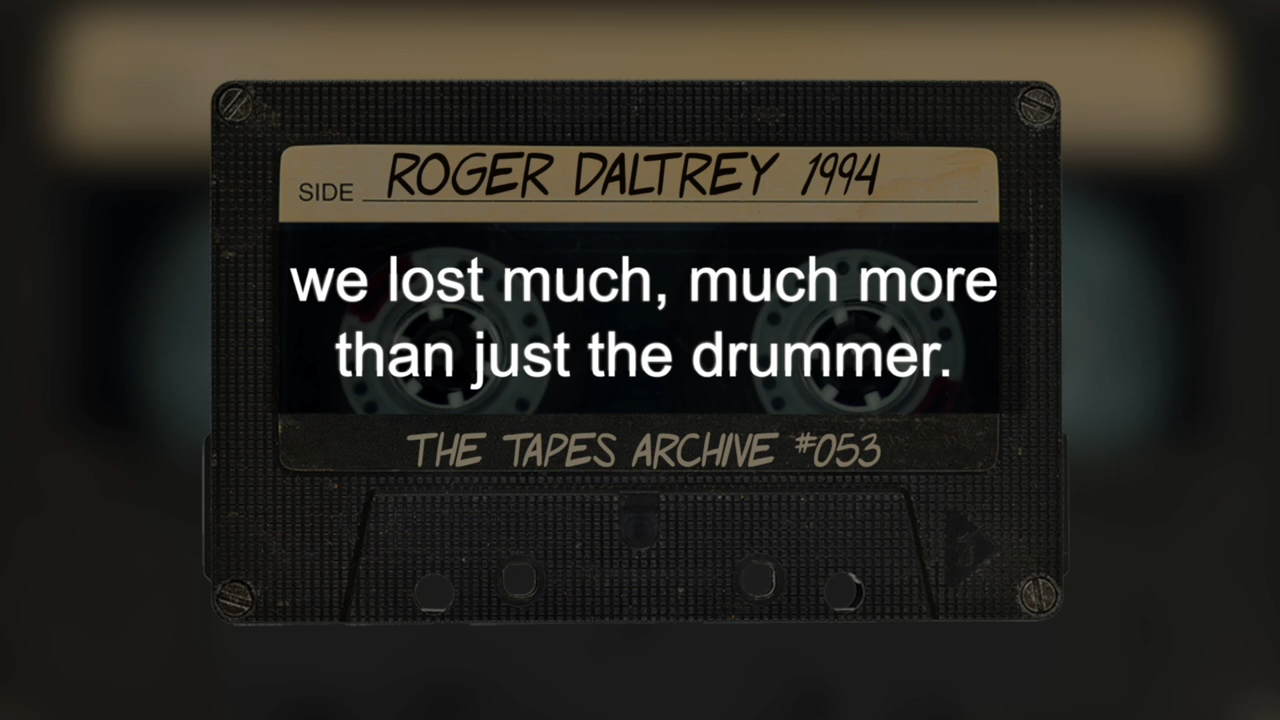 SIDE ROGER DALTREY 1994
we lost much, much more
than just the drummer.
THE TAPES ARCHIVE #053